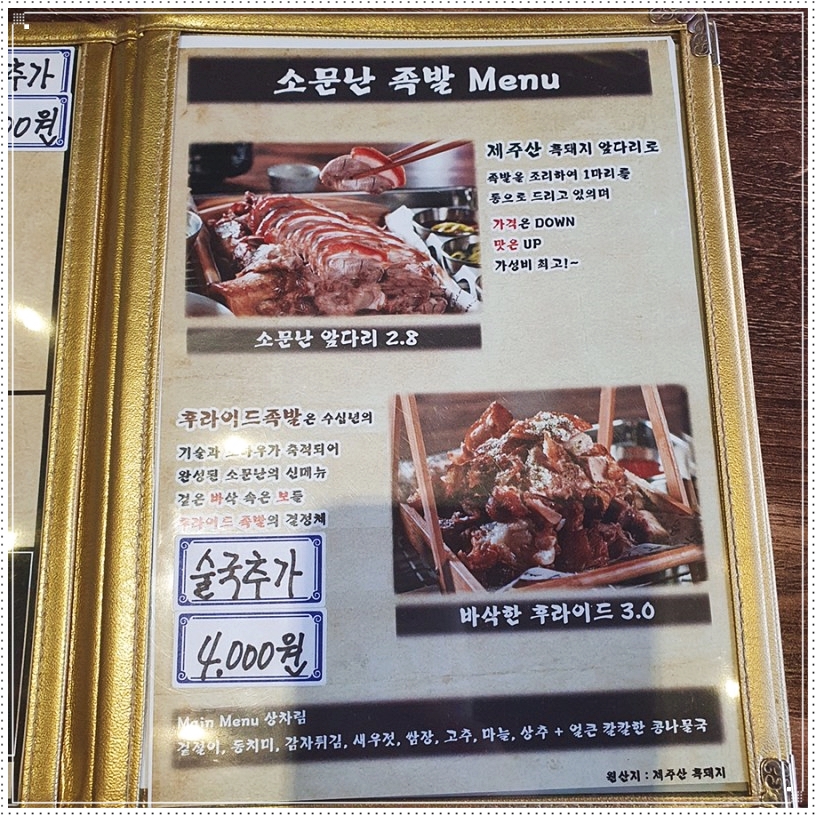 추가
00원
소문난 족발 Menu
제주산 흑돼지 앞다리로
족발을 조리하여 1마리를
통으로 드리고 있으며
가격은 DOWN
맛은 UP
가성비 최고!~
소문난 앞다리 2.8
후라이드족발은 수십년의
기술과 노하우가 축적되어
완성된 소문난의 신메뉴
겉은 바삭 속은 보들
후라이드 족발의 결정체
술국추가
4.000원
바삭한 후라이드 3.0
Main Menu 상차림
겉절이, 동치미, 감자튀김, 새우젓, 쌈장, 고추, 마늘, 상추 + 얼큰 칼칼한 콩나물국
원산지 : 제주산 흑돼지